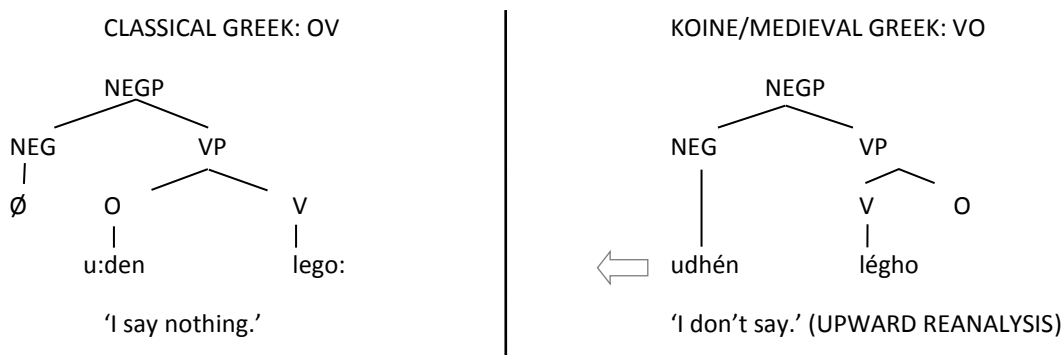 CLASSICAL GREEK: OV
NEGP
NEG VP
Ø O V
u:den lego:
‘I say nothing.’
KOINE/MEDIEVAL GREEK: VO
NEGP
NEG VP
V O
udhén légho
‘I don’t say.’ (UPWARD REANALYSIS)